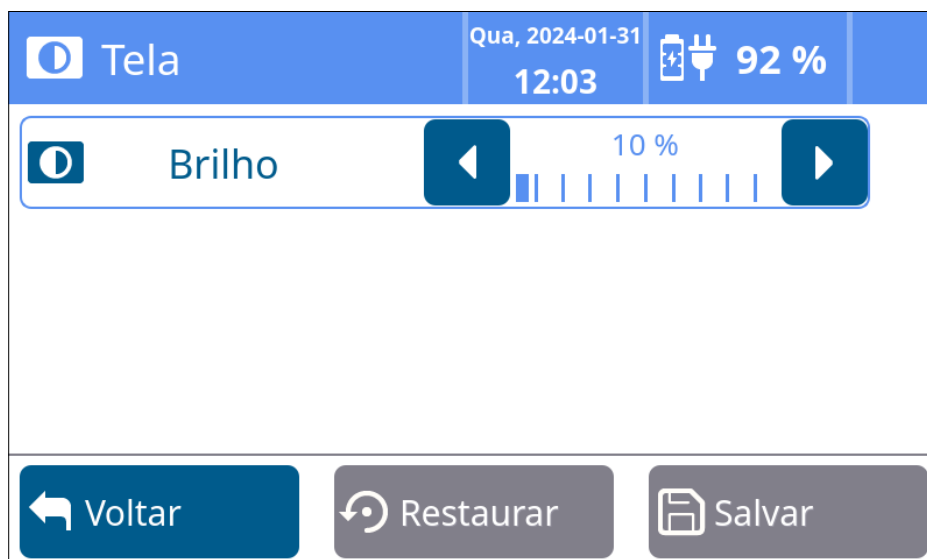 Tela
Qua, 2024-01-31
12:03
92 %
Brilho
10 %
Voltar
Restaurar
Salvar